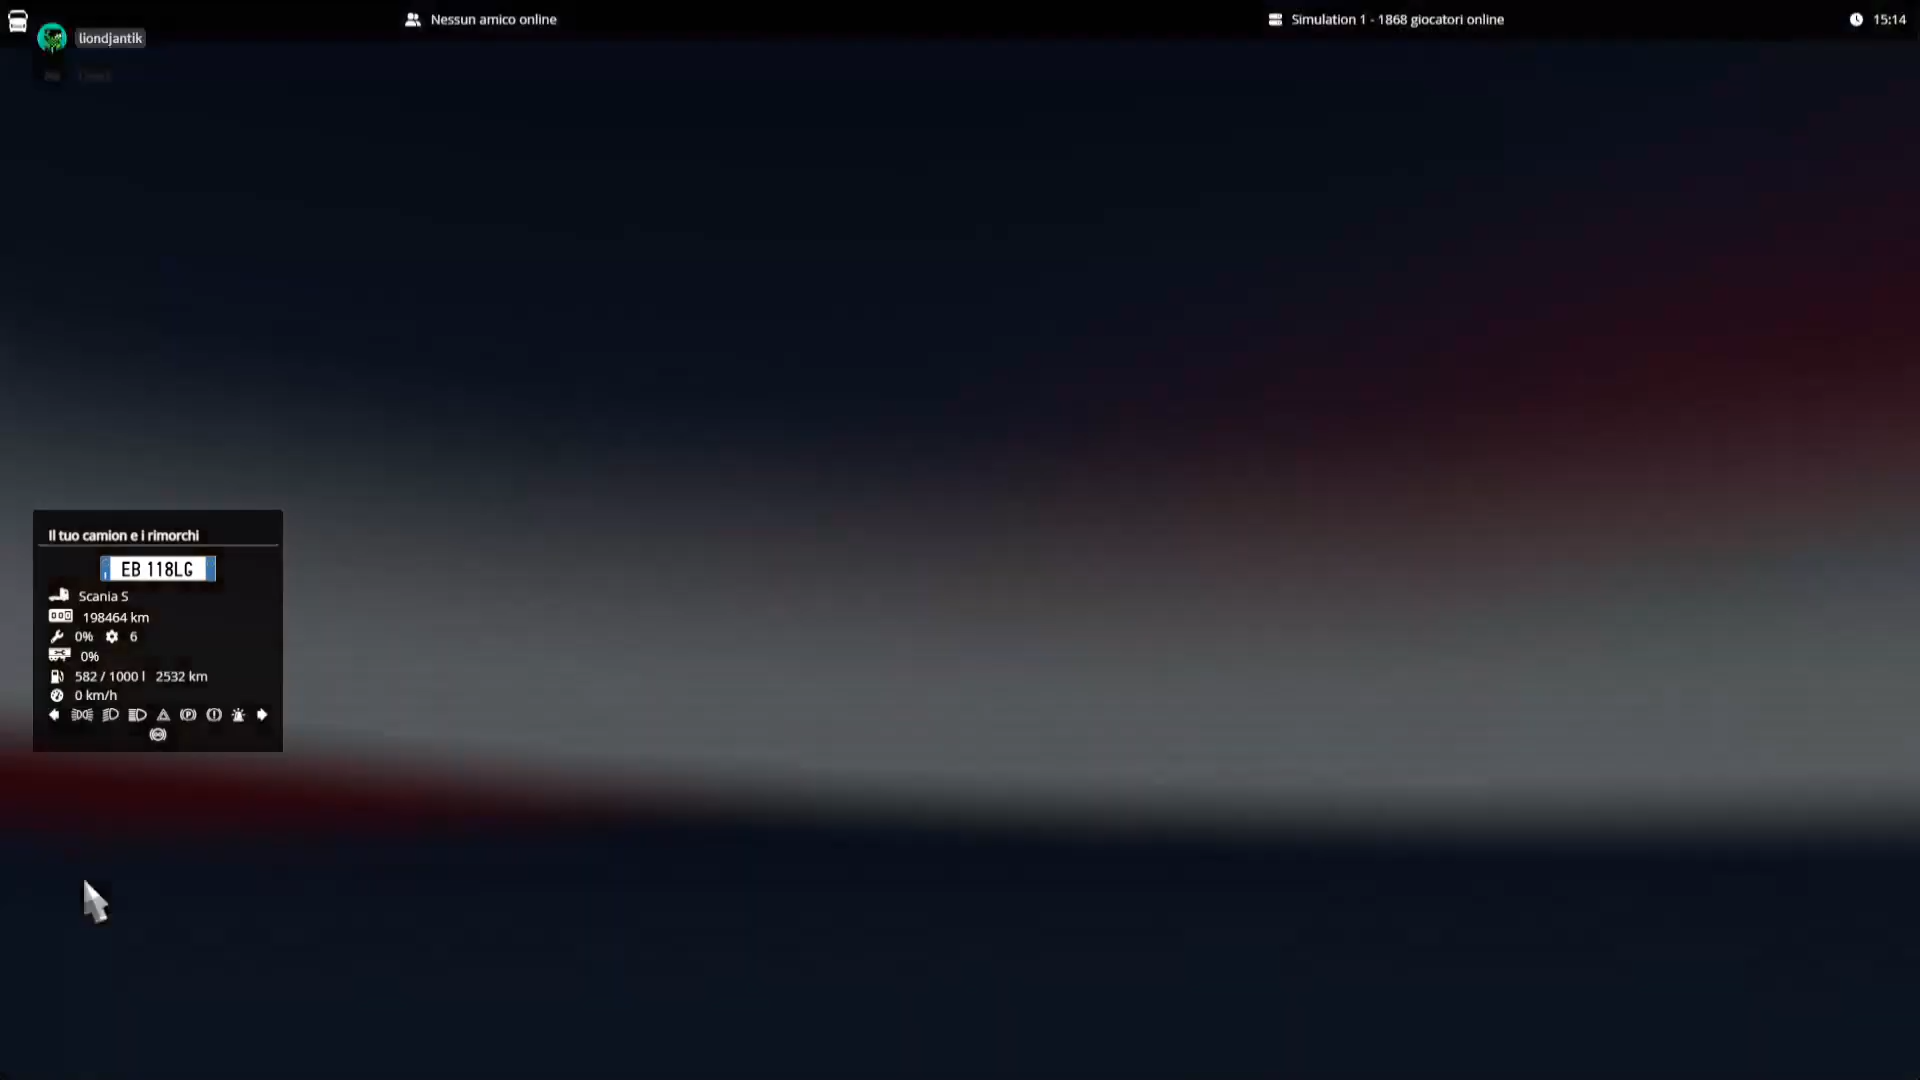 Nessun amico online
Simulation 1 - 1868 giocatori online
15:14
liondjantik
Il tuo camion e i rimorchi
I EB 118LG
Scania S
198464 km
0% 6
0%
582 / 1000 l 2532 km
0 km/h